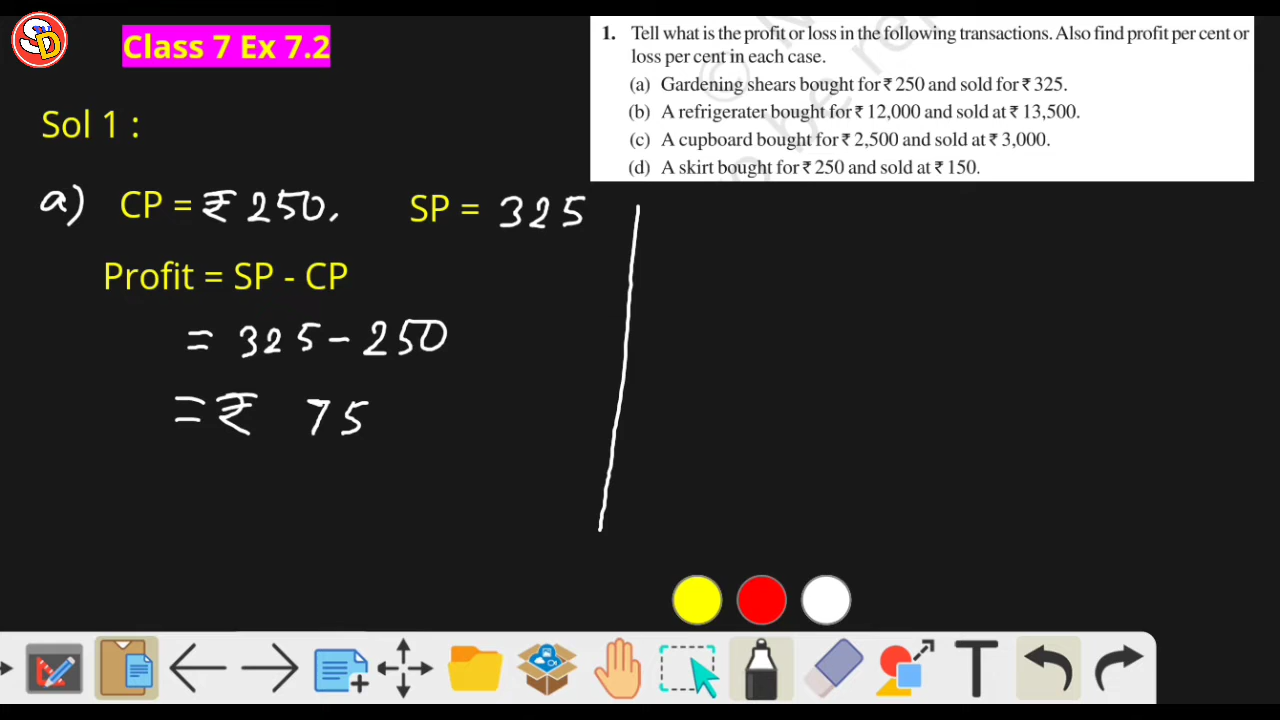 SD
Class 7 Ex 7.2
1. Tell what is the profit or loss in the following transactions. Also find profit per cent or
loss per cent in each case.
(a) Gardening shears bought for ₹ 250 and sold for ₹ 325.
(b) A refrigerater bought for ₹ 12,000 and sold at ₹ 13,500.
(c) A cupboard bought for ₹ 2,500 and sold at ₹ 3,000.
(d) A skirt bought for ₹ 250 and sold at ₹ 150.
Sol 1 :
a) CP = ₹ 250. SP = 325
Profit = SP - CP
= 325 - 250
= ₹ 75
T